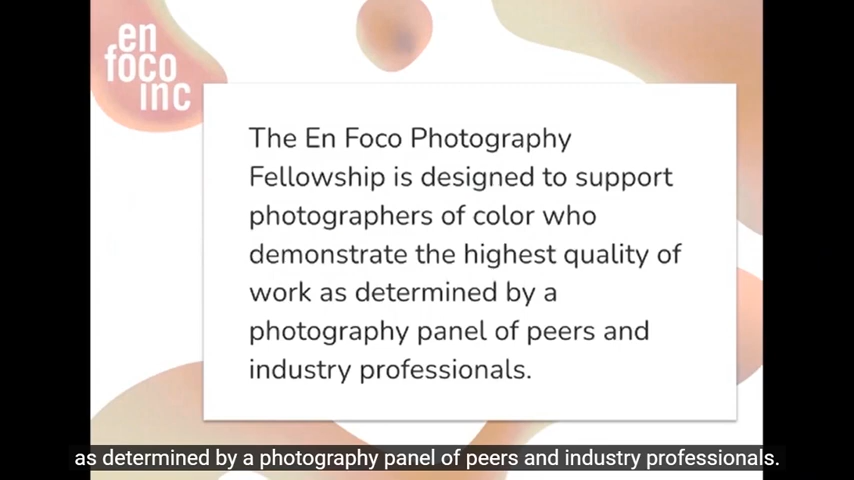 en
foco
inc
The En Foco Photography
Fellowship is designed to support
photographers of color who
demonstrate the highest quality of
work as determined by a
photography panel of peers and
industry professionals.
as determined by a photography panel of peers and industry professionals.